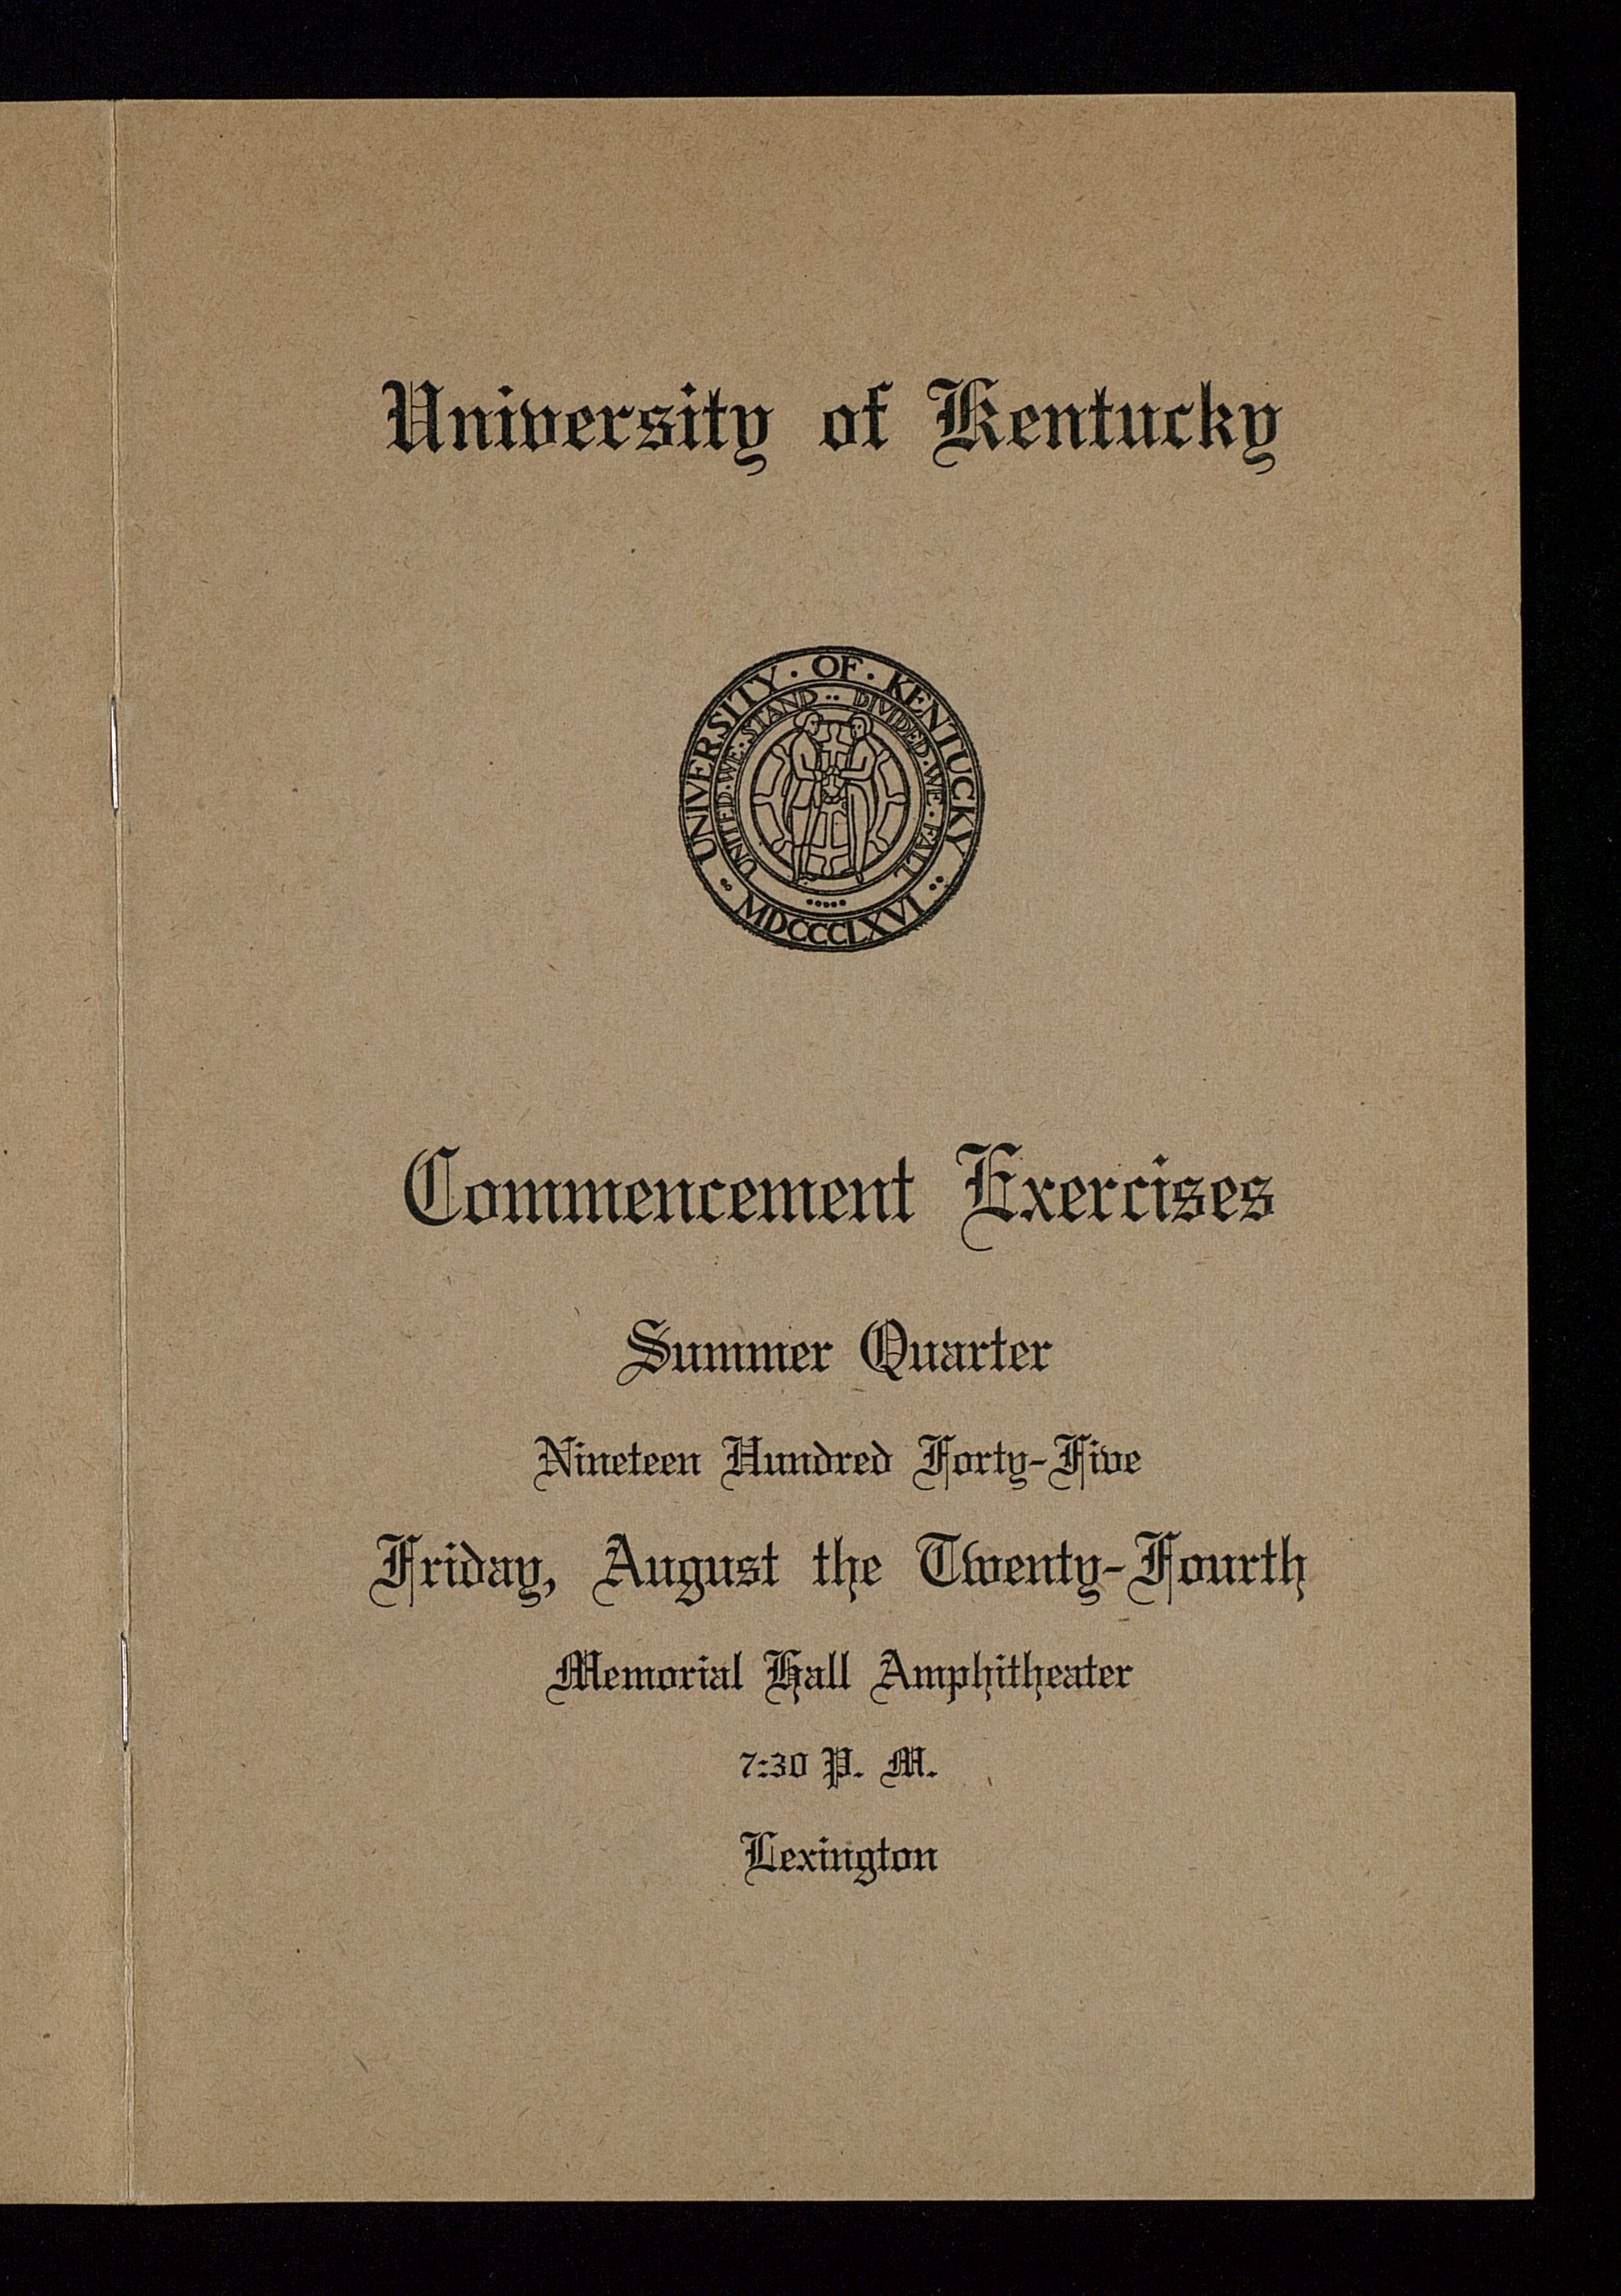 University of Kentucky
UNIVERSITY · OF · KENTUCKY
UNITED · WE · STAND ·· DIVIDED · WE · FALL
MDCCCLXVI
Commencement Exercises
Summer Quarter
Nineteen Hundred Forty-Five
Friday, August the Twenty-Fourth
Memorial Hall Amphitheater
7:30 P. M.
Lexington